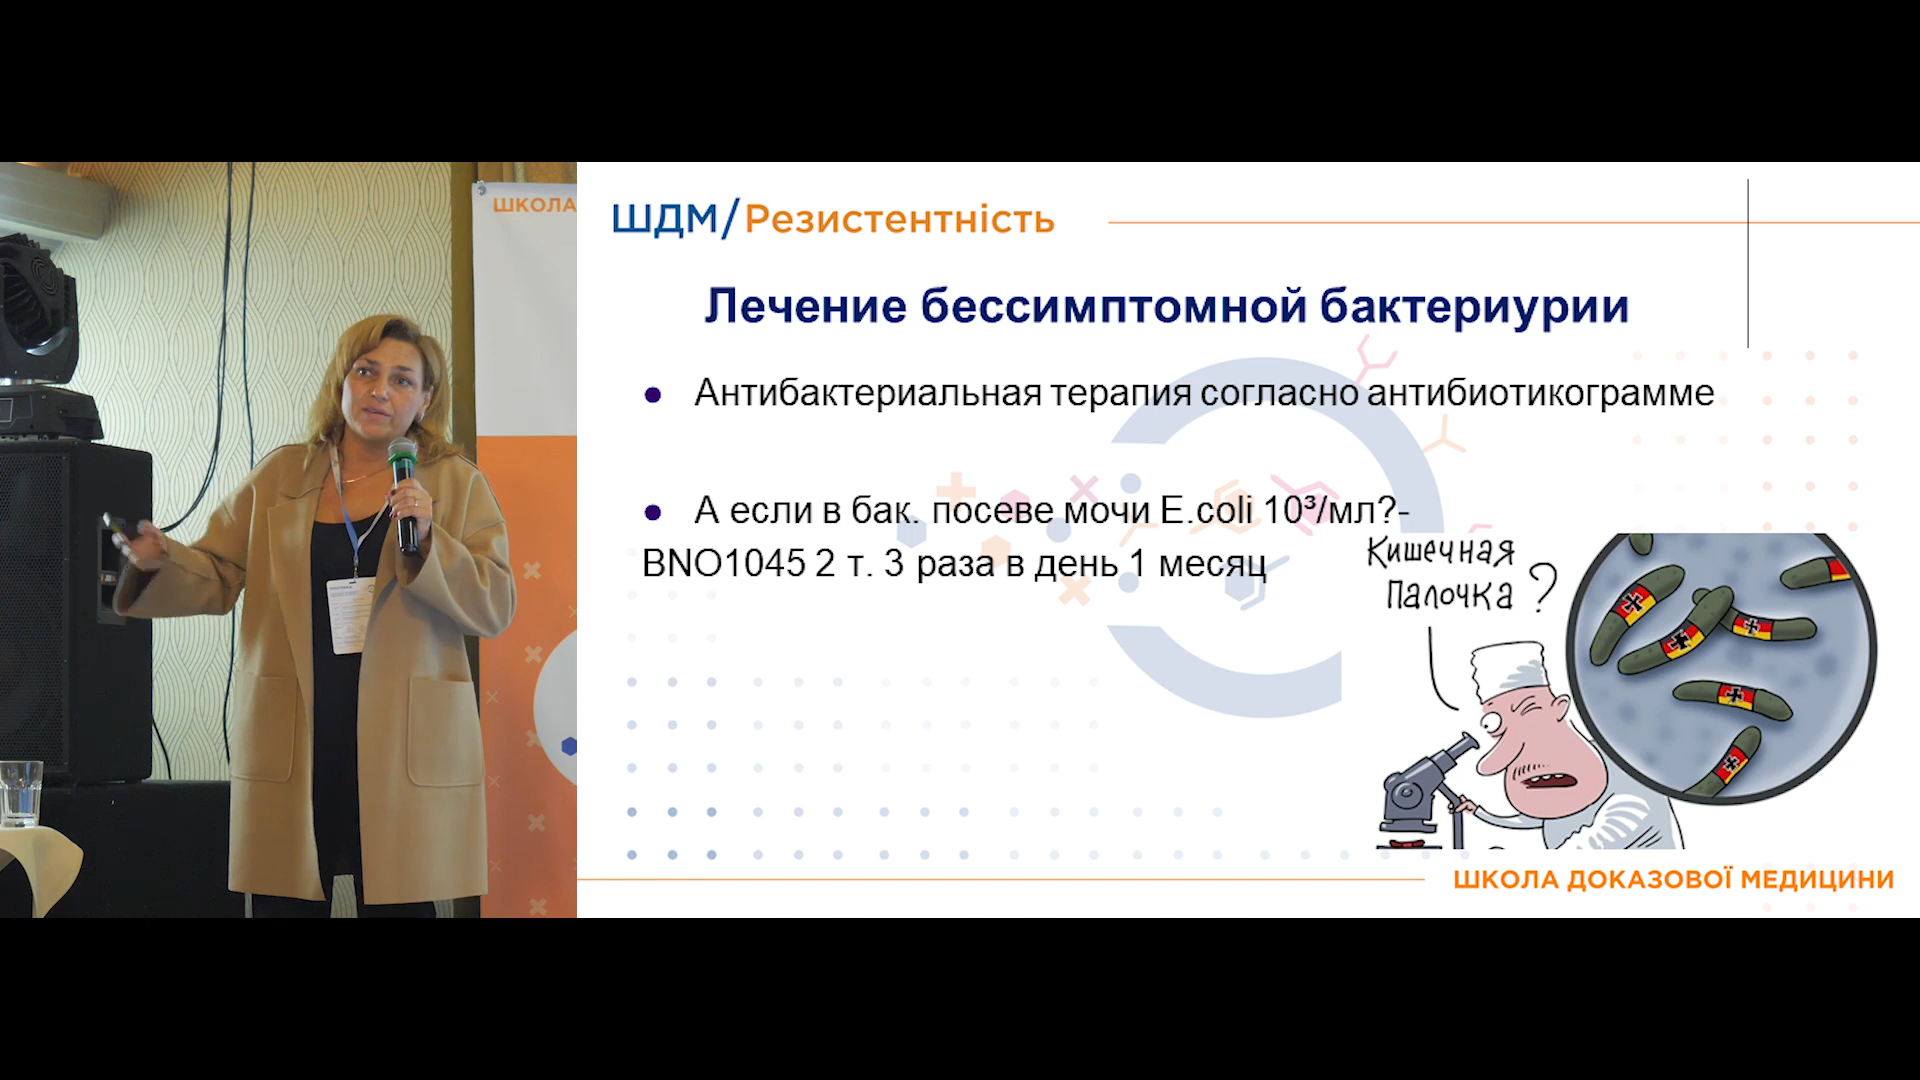 ШКОЛА
ШДМ/Резистентність
Лечение бессимптомной бактериурии
● Антибактериальная терапия согласно антибиотикограмме
● А если в бак. посеве мочи E.coli 10³/мл?-
BNO1045 2 т. 3 раза в день 1 месяц
Кишечная
палочка ?
ШКОЛА ДОКАЗОВОЇ МЕДИЦИНИ